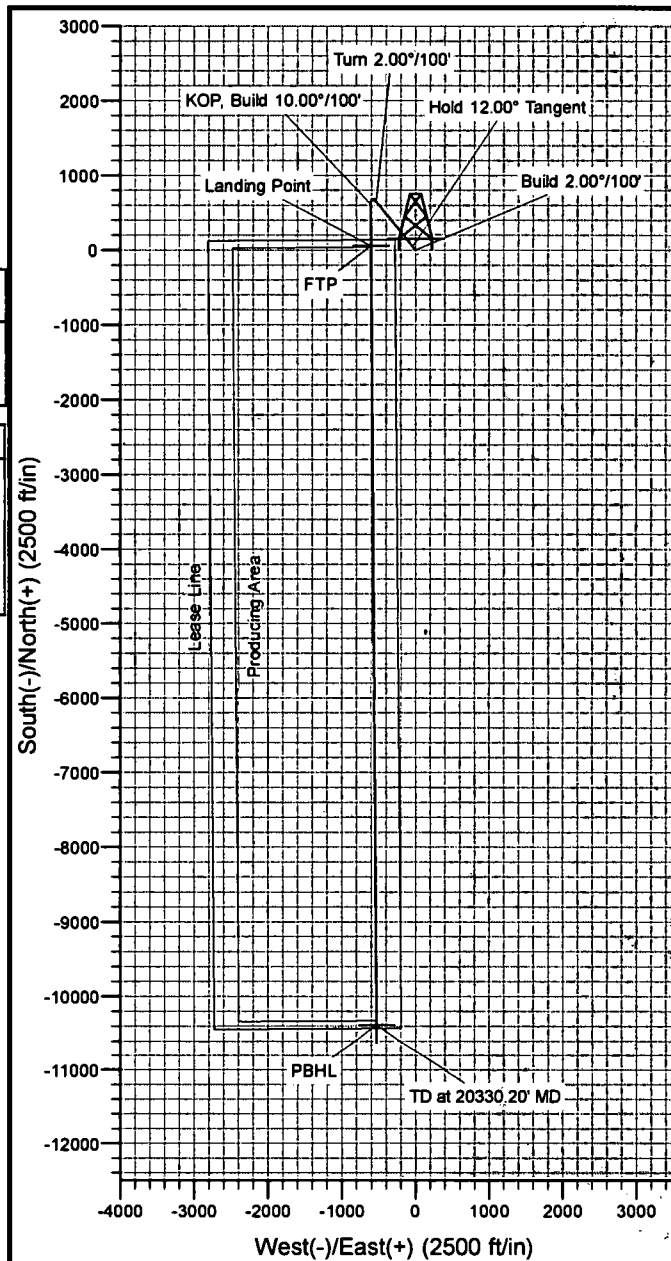 3000
Turn 2.00°/100'
2000
KOP, Build 10.00°/100'
Hold 12.00° Tangent
1000
Landing Point
Build 2.00°/100'
0
FTP
-1000
-2000
-3000
-4000
-5000
-6000
-7000
-8000
-9000
-10000
-11000
-12000
South(-)/North(+) (2500 ft/in)
Lease Line
Producing Area
PBHL
TD at 20330.20' MD
-4000 -3000 -2000 -1000 0 1000 2000 3000
West(-)/East(+) (2500 ft/in)